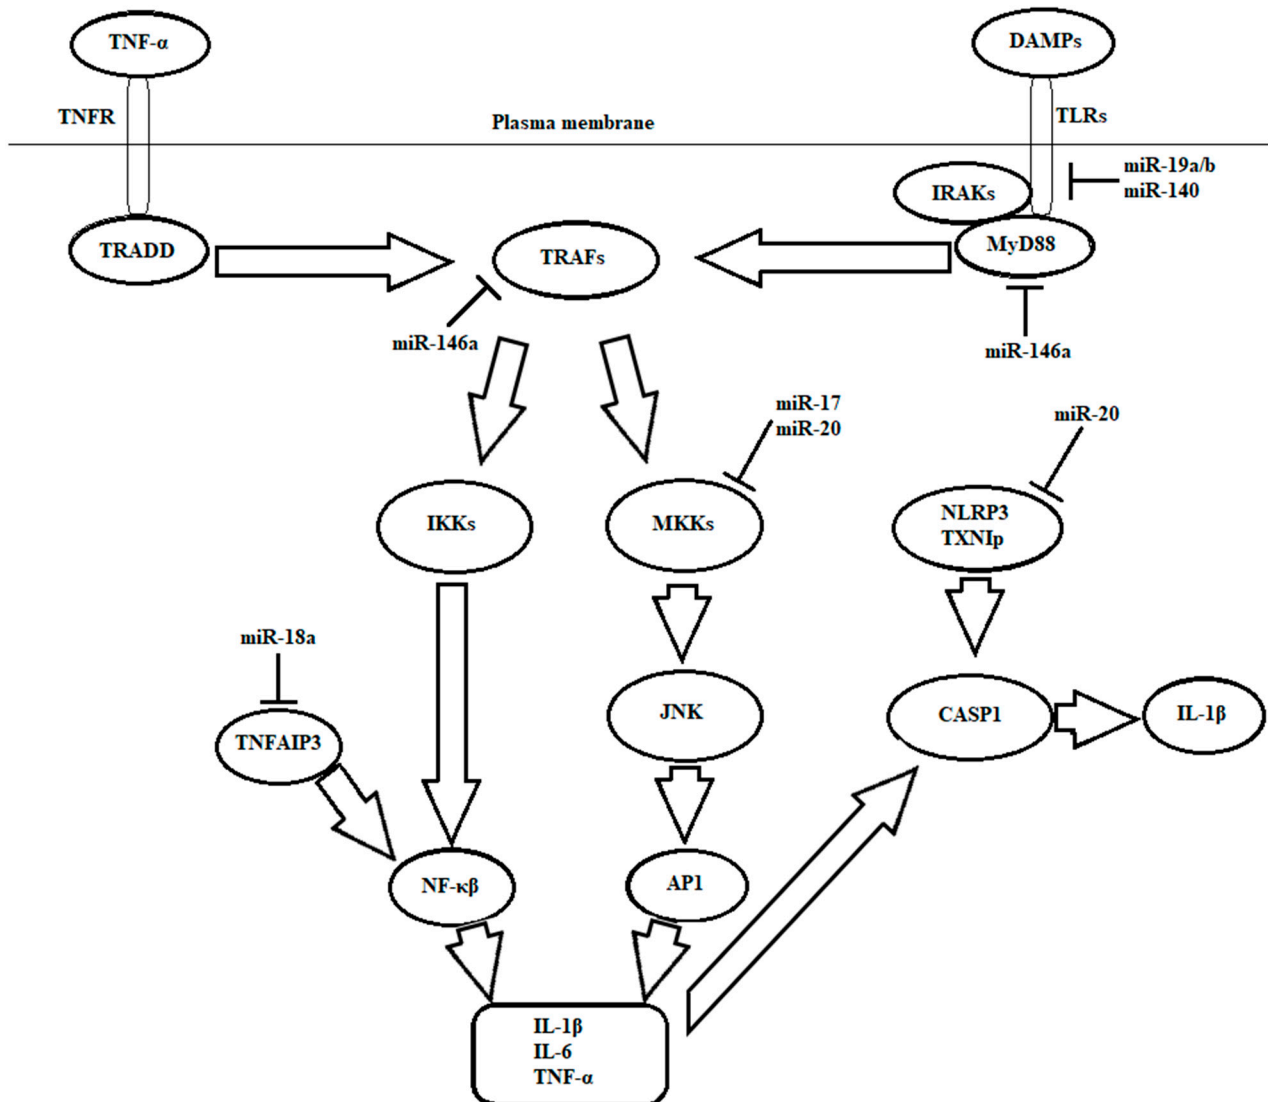 TNF-α
DAMPs
TNFR
TLRs
Plasma membrane
miR-19a/b
miR-140
IRAKs
MyD88
TRADD
TRAFs
miR-146a
miR-146a
miR-17
miR-20
miR-20
IKKs
MKKs
NLRP3
TXNIp
miR-18a
TNFAIP3
JNK
CASP1
IL-1β
NF-κβ
AP1
IL-1β
IL-6
TNF-α